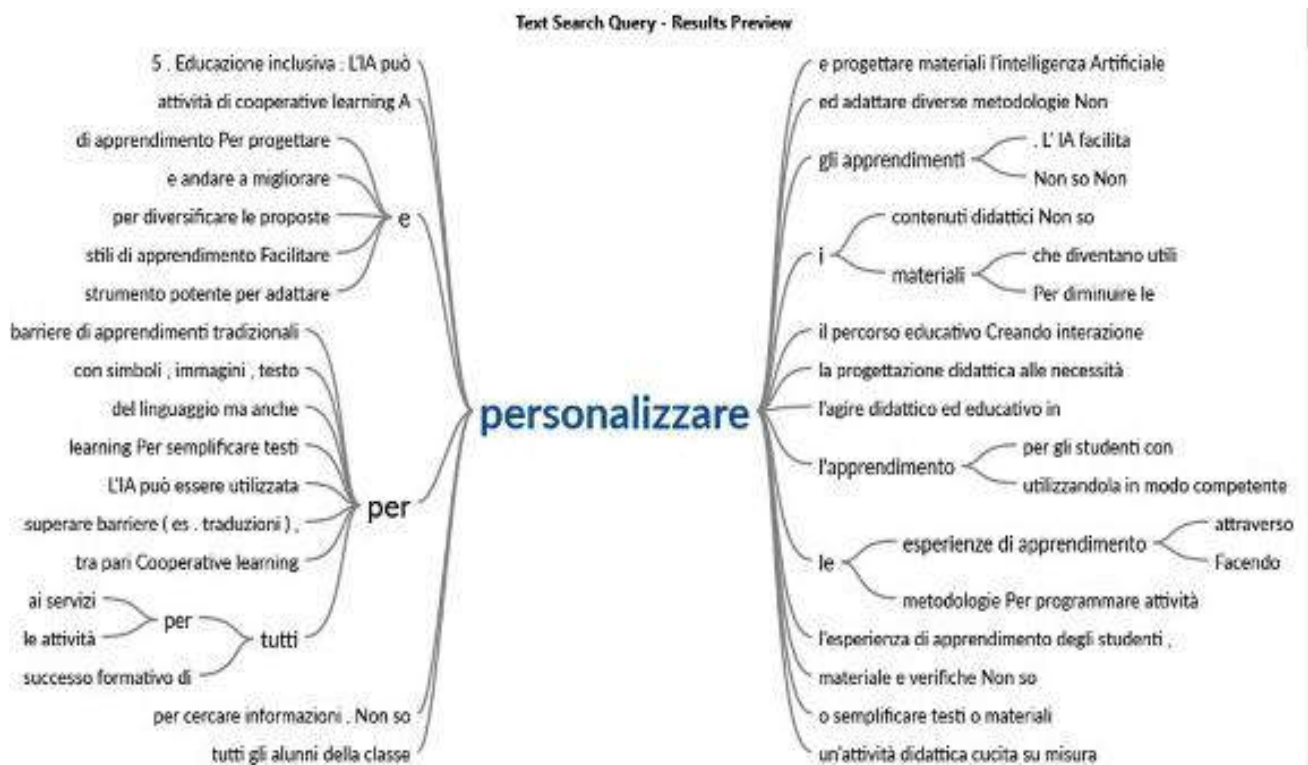 Text Search Query - Results Preview
5 . Educazione inclusiva : L'IA può
attività di cooperative learning A
di apprendimento Per progettare
e andare a migliorare
per diversificare le proposte
e
stili di apprendimento Facilitare
strumento potente per adattare
barriere di apprendimenti tradizionali
con simboli , immagini , testo
del linguaggio ma anche
learning Per semplificare testi
L'IA può essere utilizzata
per
superare barriere ( es . traduzioni ) ,
tra pari Cooperative learning
ai servizi
per
le attività
tutti
successo formativo di
per cercare informazioni . Non so
tutti gli alunni della classe
personalizzare
e progettare materiali l'intelligenza Artificiale
ed adattare diverse metodologie Non
gli apprendimenti
. L' IA facilita
Non so Non
i
contenuti didattici Non so
materiali
che diventano utili
Per diminuire le
il percorso educativo Creando interazione
la progettazione didattica alle necessità
l'agire didattico ed educativo in
l'apprendimento
per gli studenti con
utilizzandola in modo competente
le
esperienze di apprendimento
attraverso
Facendo
metodologie Per programmare attività
l'esperienza di apprendimento degli studenti ,
materiale e verifiche Non so
o semplificare testi o materiali
un'attività didattica cucita su misura